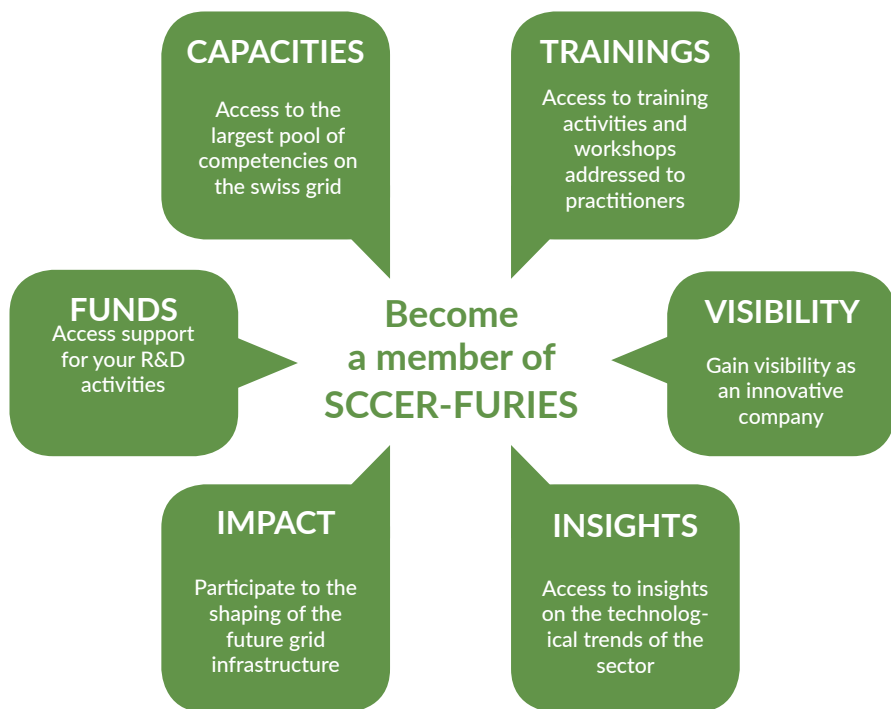 CAPACITIES
Access to the
largest pool of
competencies on
the swiss grid
TRAININGS
Access to training
activities and
workshops
addressed to
practitioners
FUNDS
Access support
for your R&D
activities
Become
a member of
SCCER-FURIES
VISIBILITY
Gain visibility as
an innovative
company
IMPACT
Participate to the
shaping of the
future grid
infrastructure
INSIGHTS
Access to insights
on the technolog-
ical trends of the
sector